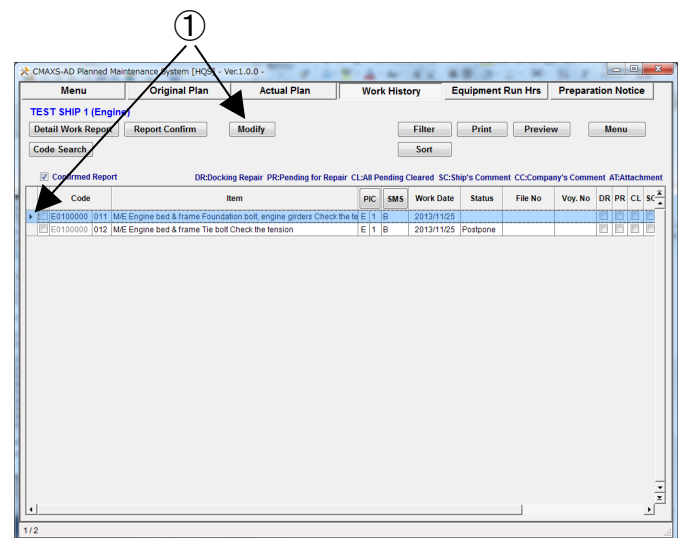 ①
CMAXS-AD Planned Maintenance System [HQS] - Ver.1.0.0 -
Menu Original Plan Actual Plan Work History Equipment Run Hrs Preparation Notice
TEST SHIP 1 (Engine)
Detail Work Report Report Confirm Modify Filter Print Preview Menu
Code Search Sort
Confirmed Report DR:Docking Repair PR:Pending for Repair CL:All Pending Cleared SC:Ship's Comment CC:Company's Comment AT:Attachment
Code Item PIC SMS Work Date Status File No Voy. No DR PR CL SC
E0100000 011 M/E Engine bed & frame Foundation bolt, engine girders Check the te E 1 B 2013/11/25
E0100000 012 M/E Engine bed & frame Tie bolt Check the tension E 1 B 2013/11/25 Postpone
1 / 2